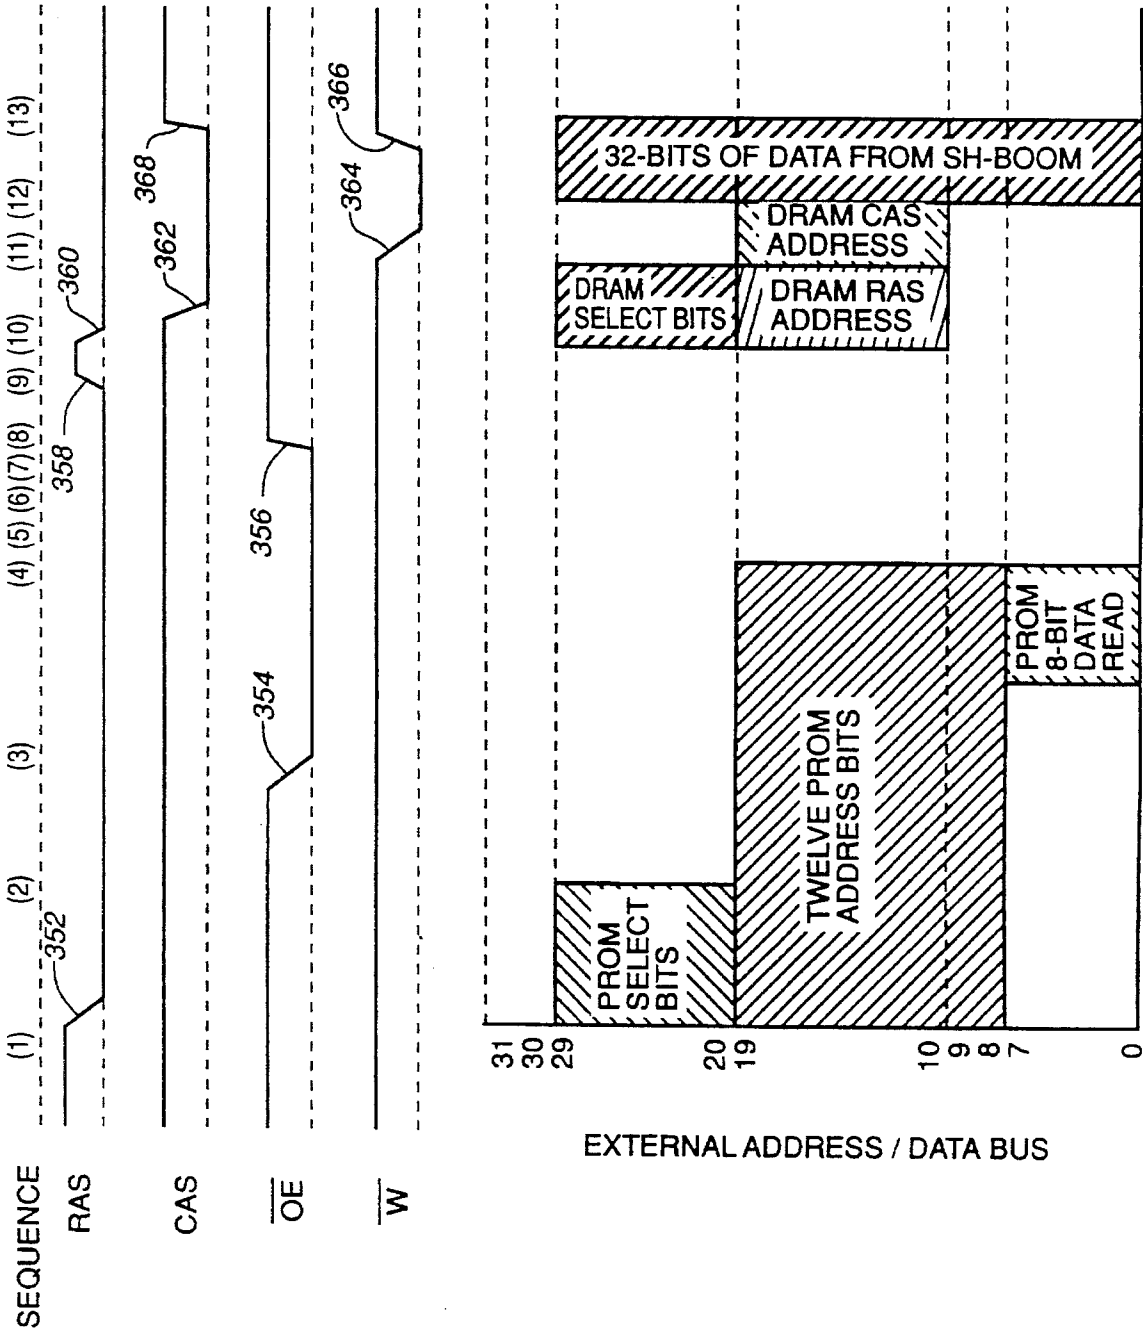 SEQUENCE (1) (2) (3) (4) (5) (6) (7) (8) (9) (10) (11) (12) (13)
RAS
352
358
360
CAS
362
368
OE
354
356
W
364
366
EXTERNAL ADDRESS / DATA BUS
31
30
29
20
19
10
9
8
7
0
PROM
SELECT
BITS
TWELVE PROM
ADDRESS BITS
PROM
8-BIT
DATA
READ
DRAM
SELECT BITS
DRAM RAS
ADDRESS
DRAM CAS
ADDRESS
32-BITS OF DATA FROM SH-BOOM